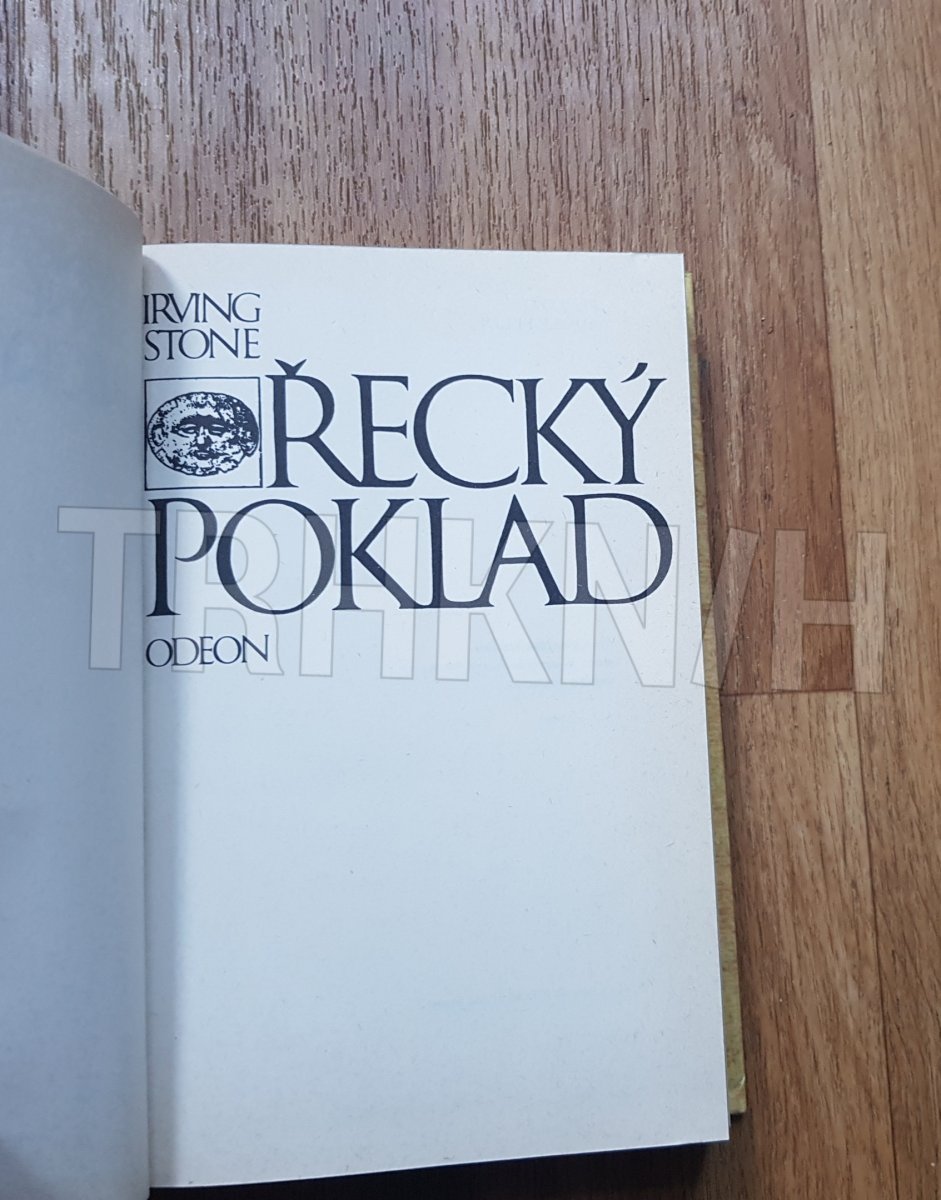 IRVING
STONE
ŘECKÝ
POKLAD
ODEON
TRHKNIH